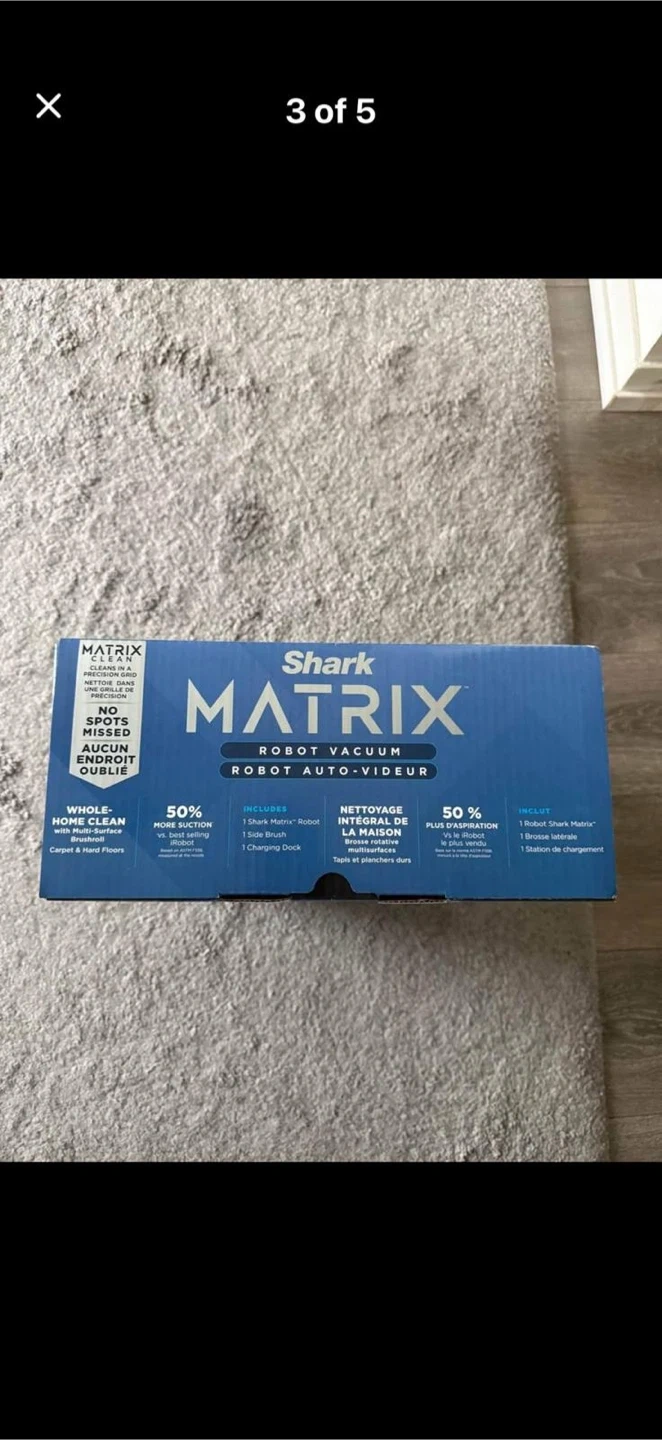 3 of 5
MATRIX
CLEAN
CLEANS IN A
PRECISION GRID
NETTOIE DANS
UNE GRILLE DE
PRÉCISION
NO
SPOTS
MISSED
AUCUN
ENDROIT
OUBLIÉ
Shark
MATRIX™
ROBOT VACUUM
ROBOT AUTO-VIDEUR
WHOLE-
HOME CLEAN
with Multi-Surface
Brushroll
Carpet & Hard Floors
50%
MORE SUCTION
vs. best selling
iRobot
INCLUDES
1 Shark Matrix™ Robot
1 Side Brush
1 Charging Dock
NETTOYAGE
INTÉGRAL DE
LA MAISON
Brosse rotative
multisurfaces
Tapis et planchers durs
50 %
PLUS D'ASPIRATION
Vs le iRobot
le plus vendu
INCLUT
1 Robot Shark Matrix™
1 Brosse latérale
1 Station de chargement